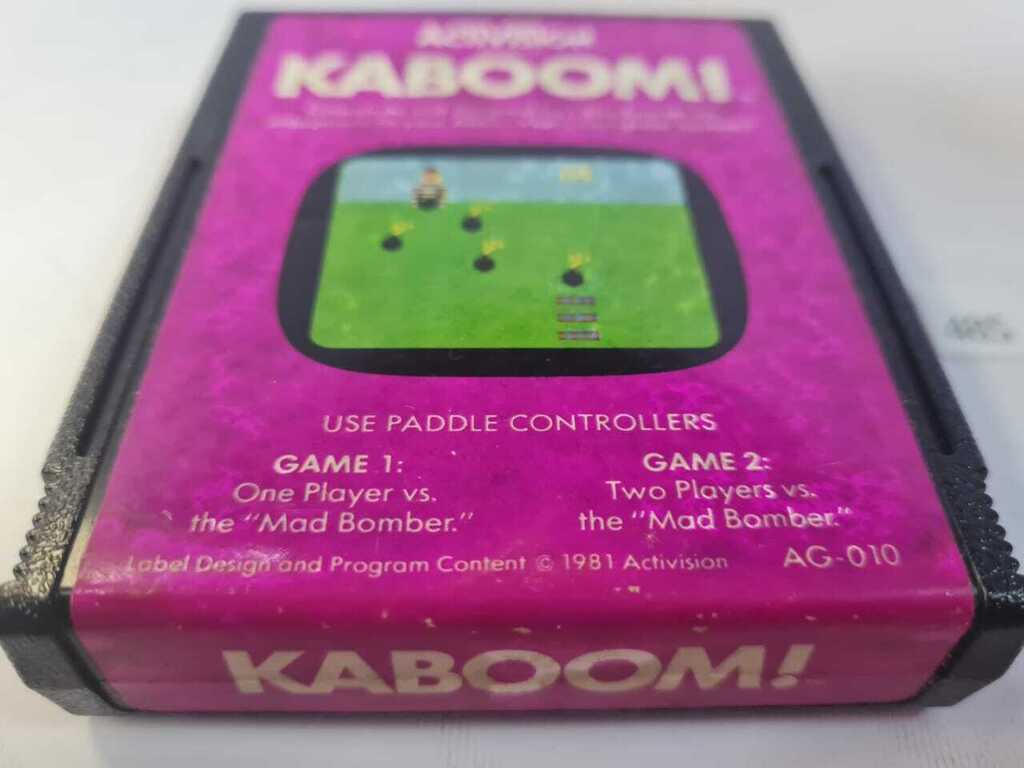 ACTIVISION
KABOOM!
USE PADDLE CONTROLLERS
GAME 1:
One Player vs.
the "Mad Bomber."
GAME 2:
Two Players vs.
the "Mad Bomber."
Label Design and Program Content © 1981 Activision
AG-010
KABOOM!